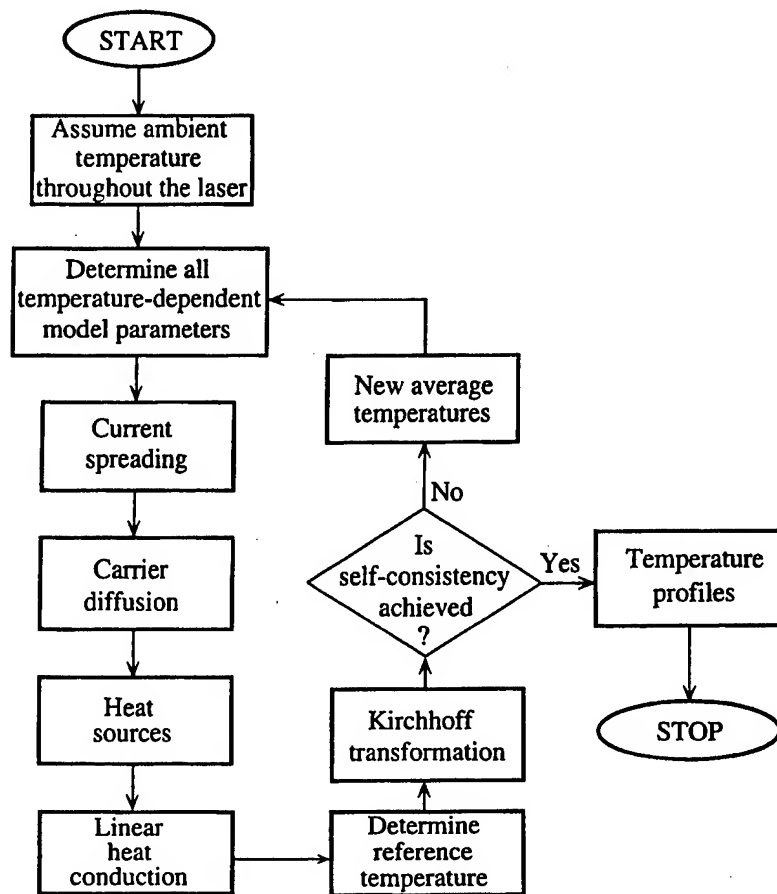 START
Assume ambient
temperature
throughout the laser
Determine all
temperature-dependent
model parameters
Current
spreading
Carrier
diffusion
Heat
sources
Linear
heat
conduction
Determine
reference
temperature
Kirchhoff
transformation
Is
self-consistency
achieved
?
No
New average
temperatures
Yes
Temperature
profiles
STOP